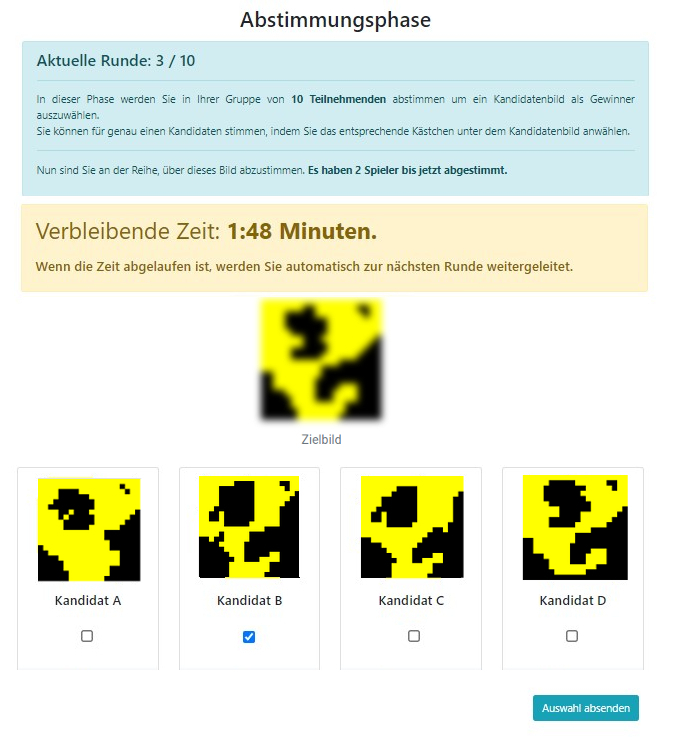 Abstimmungsphase
Aktuelle Runde: 3 / 10
In dieser Phase werden Sie in Ihrer Gruppe von 10 Teilnehmenden abstimmen um ein Kandidatenbild als Gewinner
auszuwählen.
Sie können für genau einen Kandidaten stimmen, indem Sie das entsprechende Kästchen unter dem Kandidatenbild anwählen.
Nun sind Sie an der Reihe, über dieses Bild abzustimmen. Es haben 2 Spieler bis jetzt abgestimmt.
Verbleibende Zeit: 1:48 Minuten.
Wenn die Zeit abgelaufen ist, werden Sie automatisch zur nächsten Runde weitergeleitet.
Zielbild
Kandidat A
Kandidat B
Kandidat C
Kandidat D
Auswahl absenden